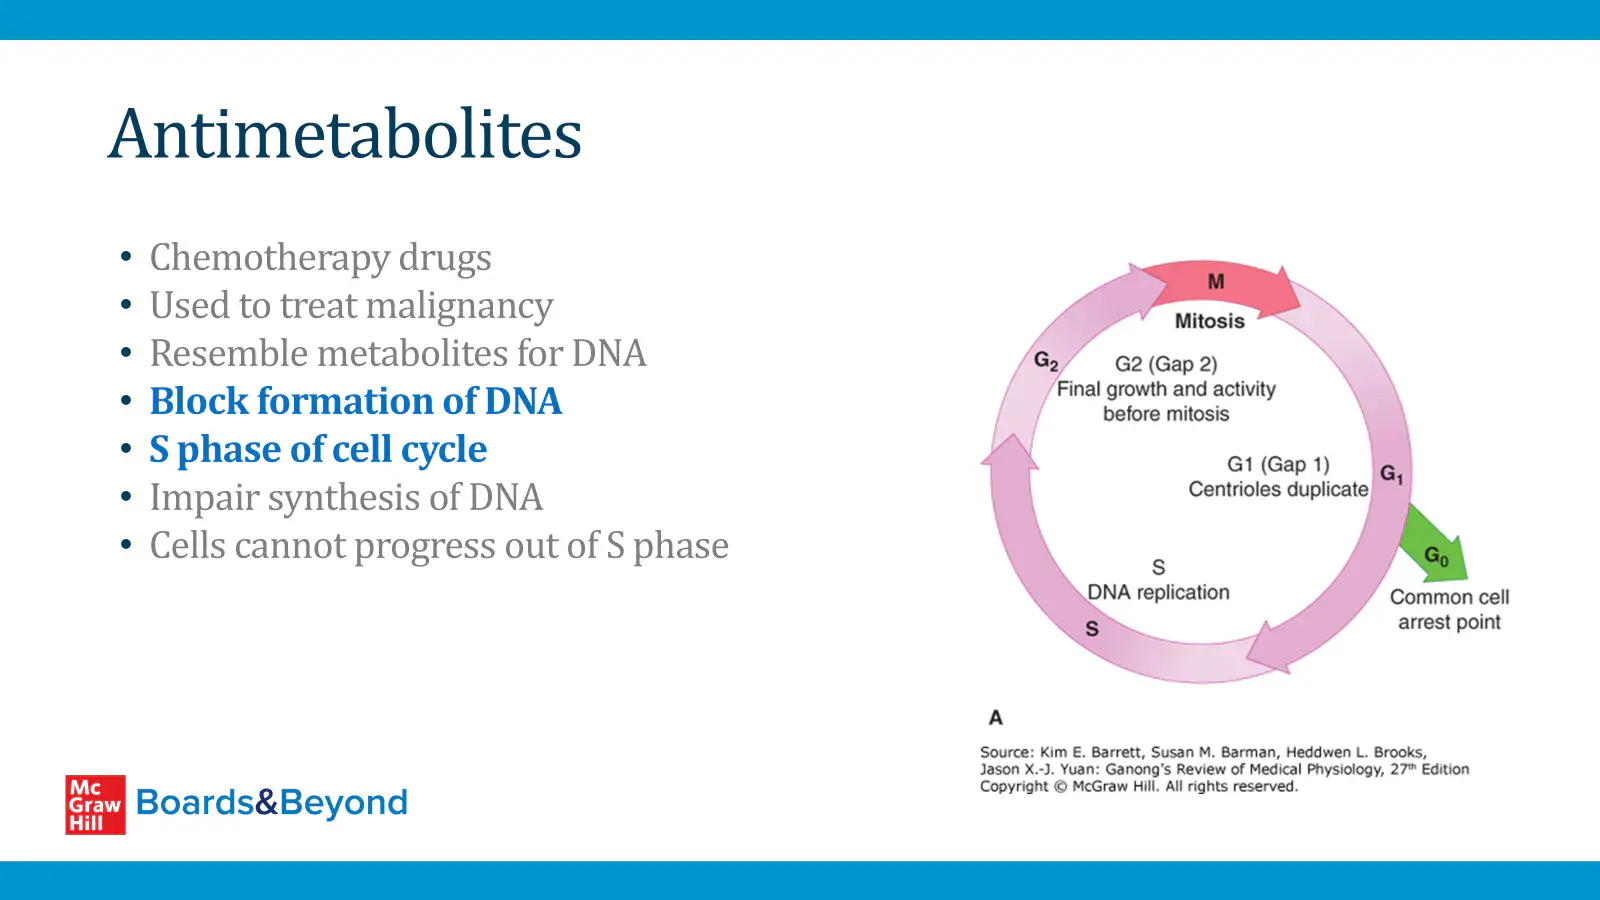 Antimetabolites
• Chemotherapy drugs
• Used to treat malignancy
• Resemble metabolites for DNA
• Block formation of DNA
• S phase of cell cycle
• Impair synthesis of DNA
• Cells cannot progress out of S phase
M
Mitosis
G2
G2 (Gap 2)
Final growth and activity
before mitosis
G1 (Gap 1)
Centrioles duplicate
G1
G0
Common cell
arrest point
S
DNA replication
S
A
Source: Kim E. Barrett, Susan M. Barman, Heddwen L. Brooks,
Jason X.-J. Yuan: Ganong's Review of Medical Physiology, 27th Edition
Copyright © McGraw Hill. All rights reserved.
Mc
Graw
Hill
Boards&Beyond